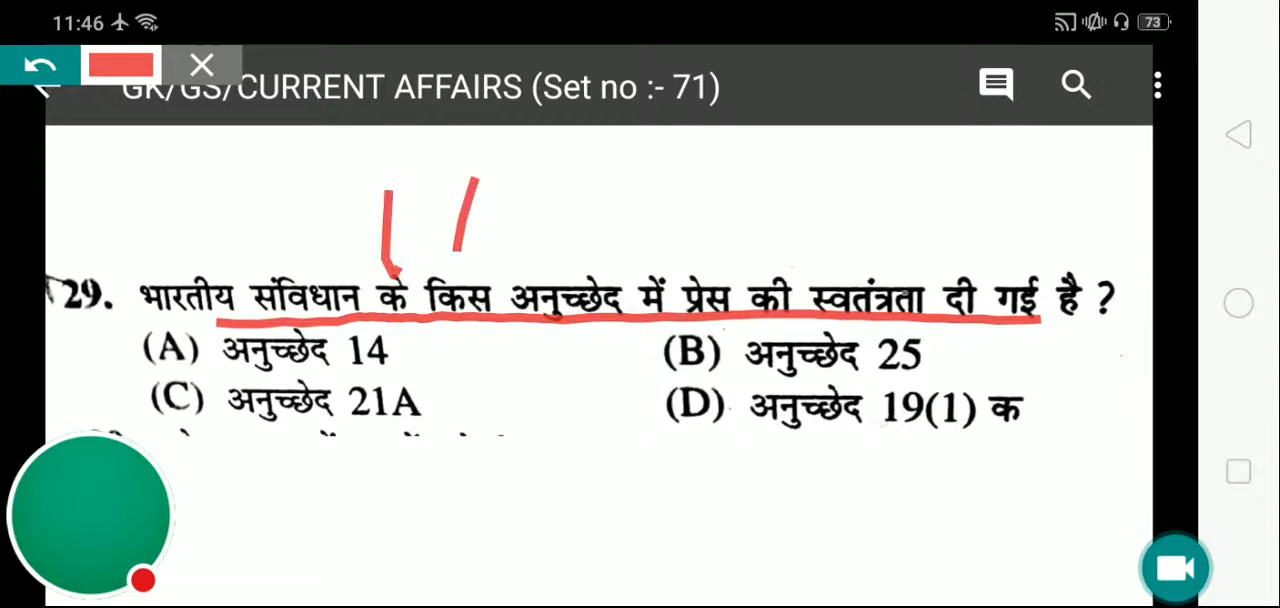 11:46
73
GK/GS/CURRENT AFFAIRS (Set no :- 71)
29. भारतीय संविधान के किस अनुच्छेद में प्रेस की स्वतंत्रता दी गई है ?
(A) अनुच्छेद 14 (B) अनुच्छेद 25
(C) अनुच्छेद 21A (D) अनुच्छेद 19(1) क